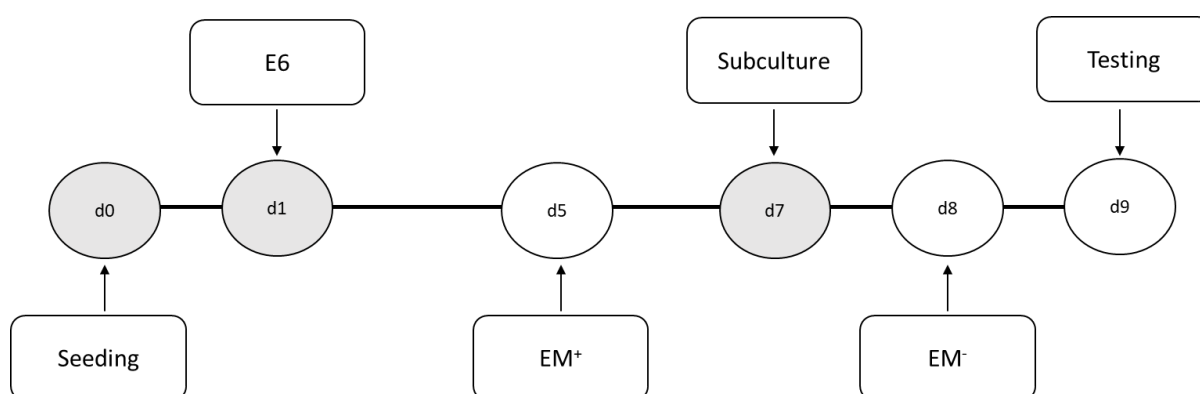 E6
Subculture
Testing
d0
d1
d5
d7
d8
d9
Seeding
EM⁺
EM⁻